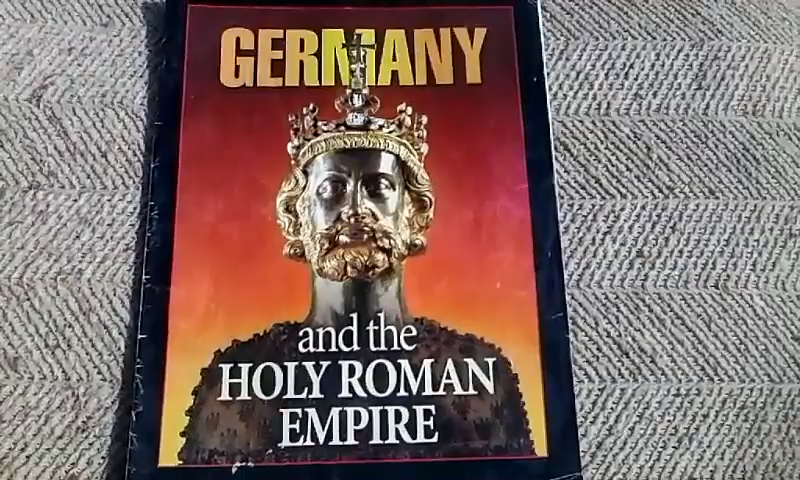 GERMANY
and the
HOLY ROMAN
EMPIRE